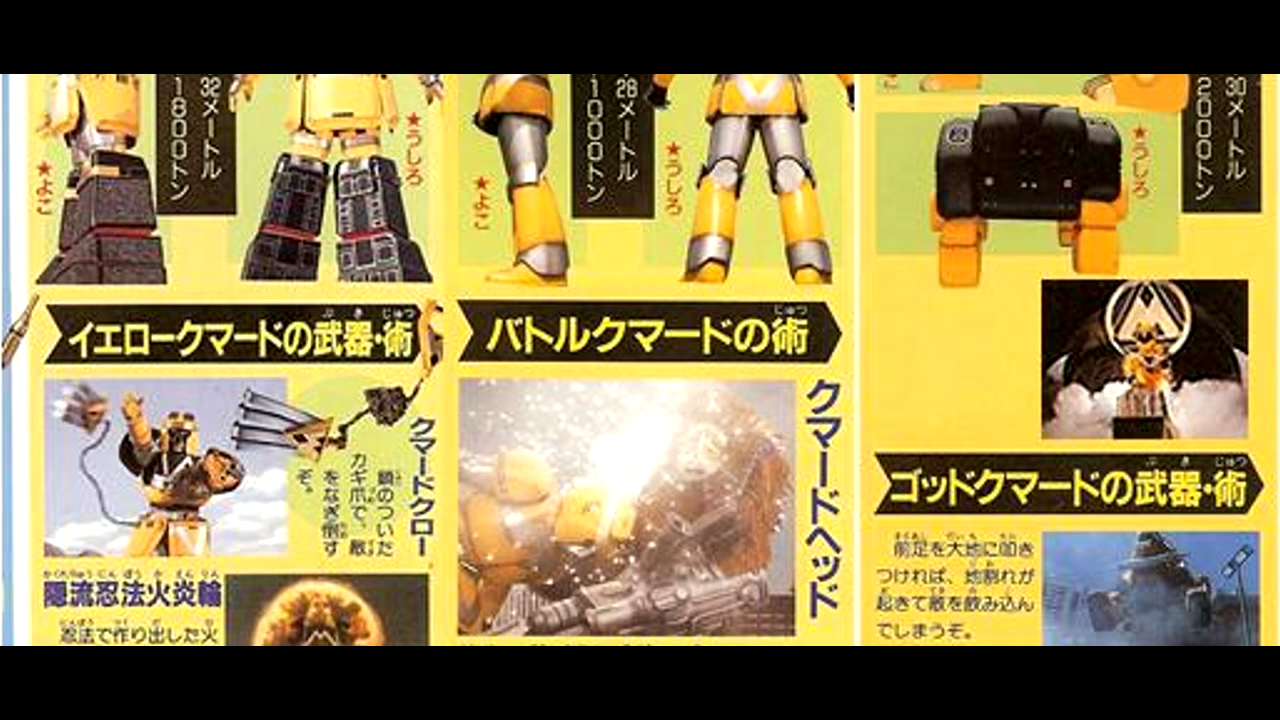 32メートル
1800トン
★よこ
★うしろ
イエロークマードの武器・術
クマードクロー
鎖のついた
カギ爪で、敵
をなぎ倒す
ぞ。
隠流忍法火炎輪
忍法で作り出した火
28メートル
1000トン
★よこ
★うしろ
バトルクマードの術
クマードヘッド
30メートル
2000トン
★うしろ
ゴッドクマードの武器・術
前足を大地に叩き
つければ、地割れが
起きて敵を飲み込ん
でしまうぞ。